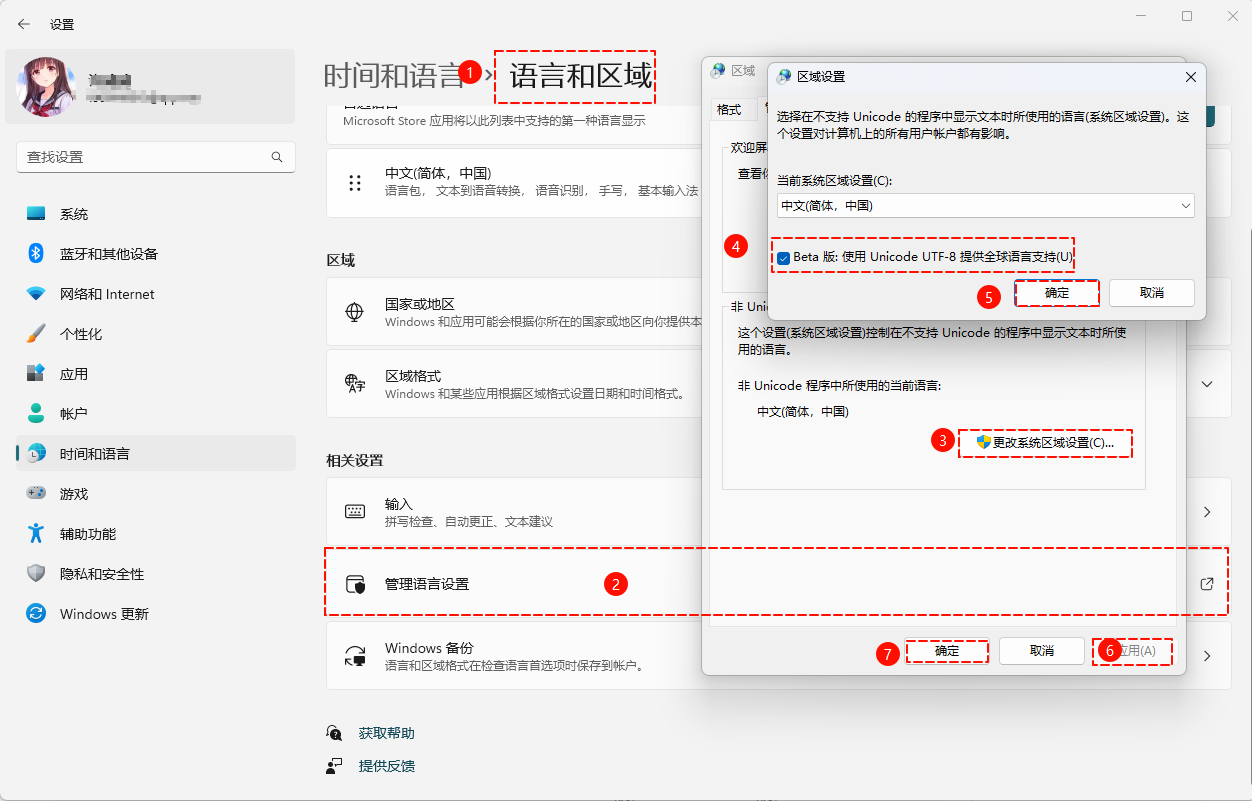 设置
查找设置
系统
蓝牙和其他设备
网络和 Internet
个性化
应用
帐户
时间和语言
游戏
辅助功能
隐私和安全性
Windows 更新
时间和语言 1 › 语言和区域
Microsoft Store 应用将以此列表中支持的第一种语言显示
中文(简体，中国)
语言包， 文本到语音转换， 语音识别， 手写， 基本输入法
区域
国家或地区
Windows 和应用可能会根据你所在的国家或地区向你提供本
区域格式
Windows 和某些应用根据区域格式设置日期和时间格式。
相关设置
输入
拼写检查、自动更正、文本建议
管理语言设置 2
Windows 备份
语言和区域格式在检查语言首选项时保存到帐户。
获取帮助
提供反馈
区域
格式
欢迎屏
查看
区域设置
选择在不支持 Unicode 的程序中显示文本时所使用的语言(系统区域设置)。这
个设置对计算机上的所有用户帐户都有影响。
当前系统区域设置(C):
中文(简体，中国)
4 Beta 版: 使用 Unicode UTF-8 提供全球语言支持(U)
5 确定 取消
非 Uni
这个设置(系统区域设置)控制在不支持 Unicode 的程序中显示文本时所使
用的语言。
非 Unicode 程序中所使用的当前语言:
中文(简体，中国)
3 更改系统区域设置(C)...
7 确定 取消 6 应用(A)